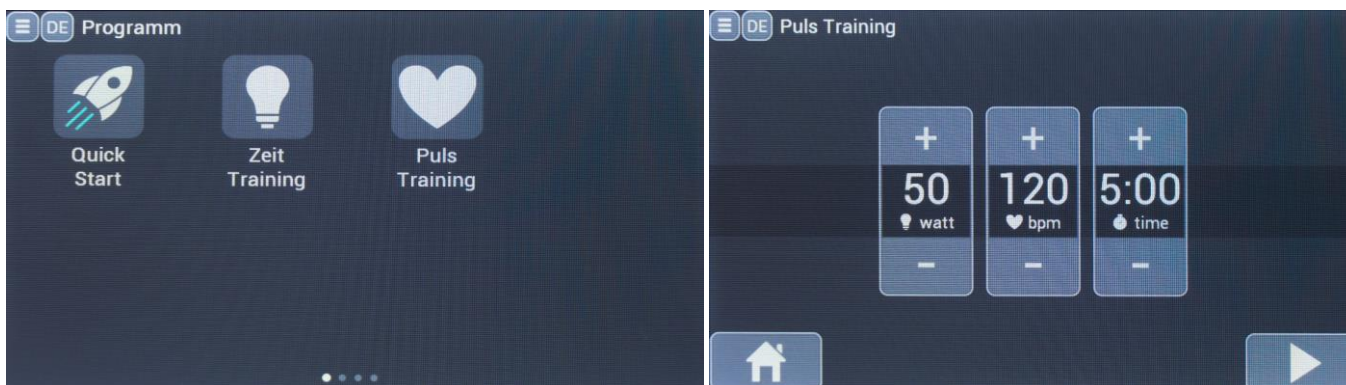 DE Programm
Quick
Start
Zeit
Training
Puls
Training
DE Puls Training
+ + +
50 120 5:00
watt bpm time
- - -